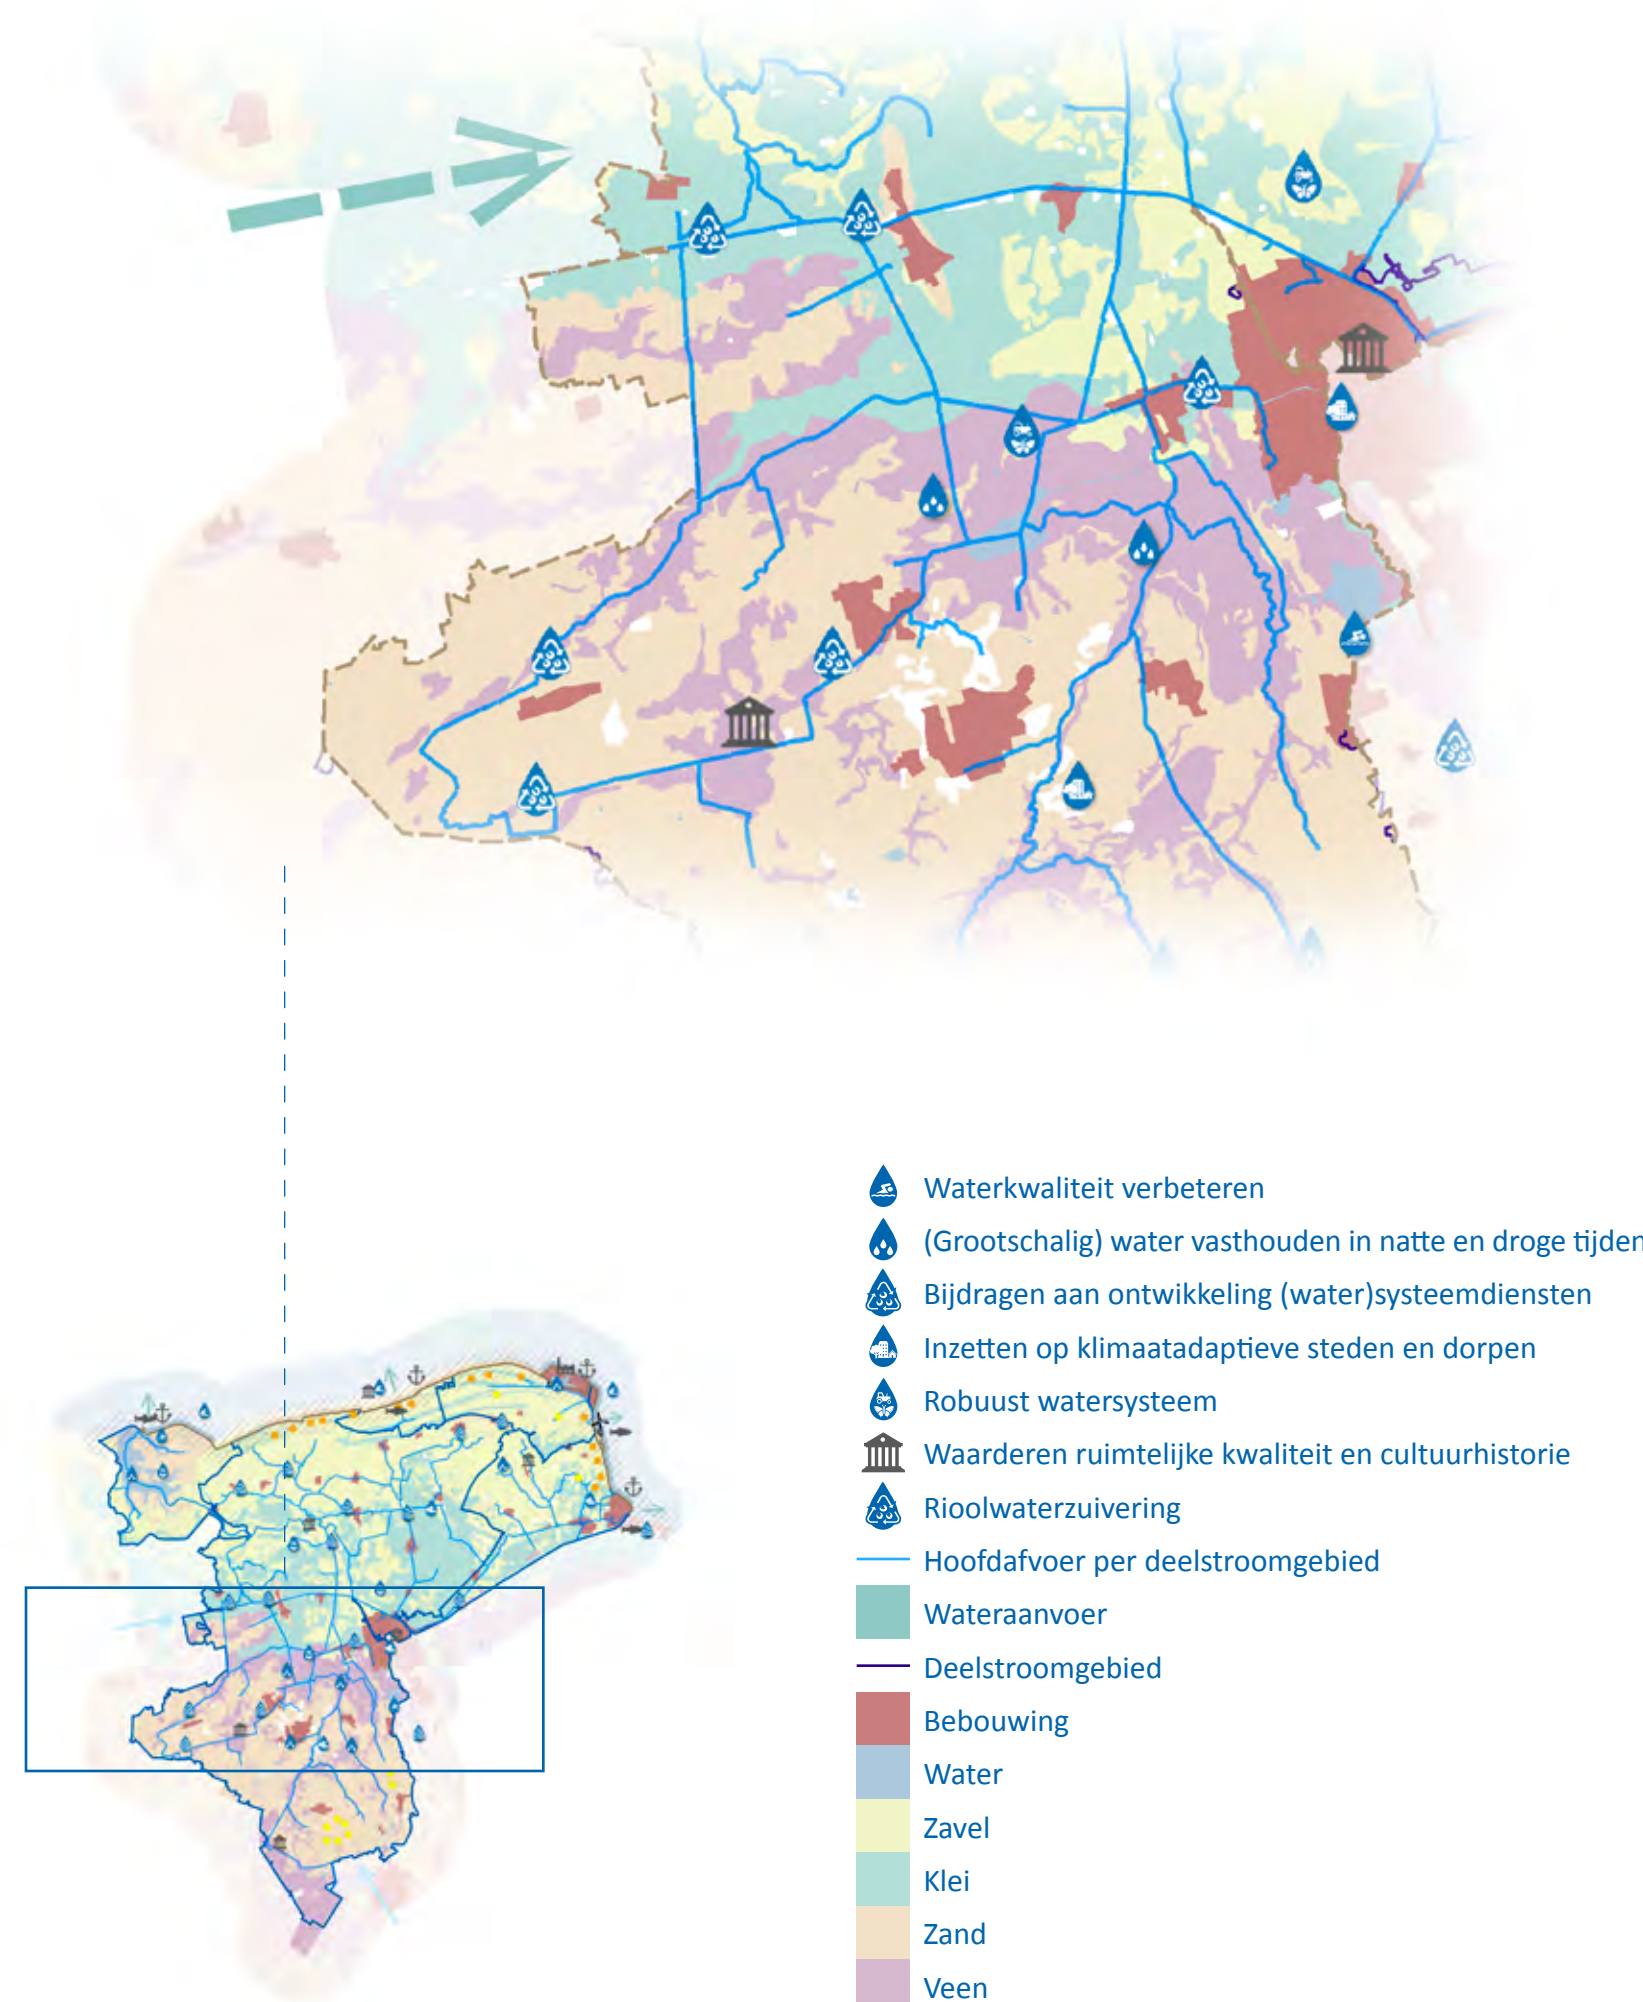 Waterkwaliteit verbeteren
(Grootschalig) water vasthouden in natte en droge tijden
Bijdragen aan ontwikkeling (water)systeemdiensten
Inzetten op klimaatadaptieve steden en dorpen
Robuust watersysteem
Waarderen ruimtelijke kwaliteit en cultuurhistorie
Rioolwaterzuivering
Hoofdafvoer per deelstroomgebied
Wateraanvoer
Deelstroomgebied
Bebouwing
Water
Zavel
Klei
Zand
Veen